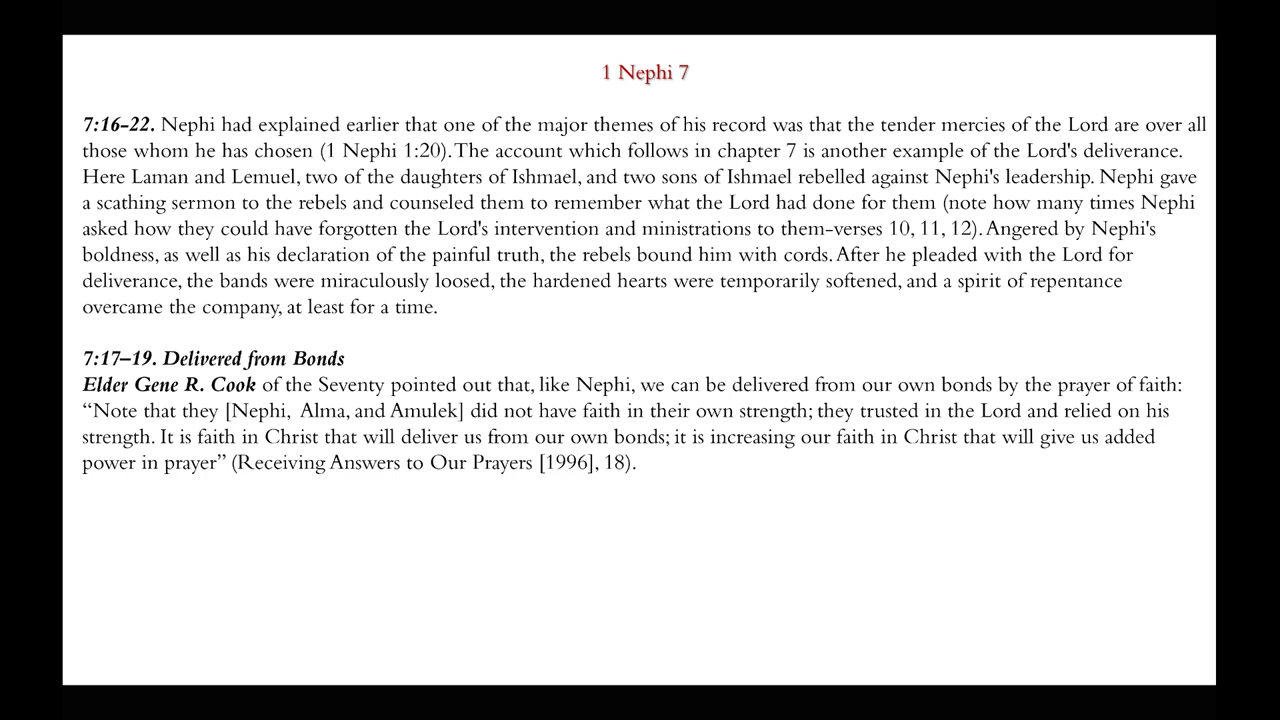 1 Nephi 7
7:16-22. Nephi had explained earlier that one of the major themes of his record was that the tender mercies of the Lord are over all
those whom he has chosen (1 Nephi 1:20). The account which follows in chapter 7 is another example of the Lord's deliverance.
Here Laman and Lemuel, two of the daughters of Ishmael, and two sons of Ishmael rebelled against Nephi's leadership. Nephi gave
a scathing sermon to the rebels and counseled them to remember what the Lord had done for them (note how many times Nephi
asked how they could have forgotten the Lord's intervention and ministrations to them-verses 10, 11, 12). Angered by Nephi's
boldness, as well as his declaration of the painful truth, the rebels bound him with cords. After he pleaded with the Lord for
deliverance, the bands were miraculously loosed, the hardened hearts were temporarily softened, and a spirit of repentance
overcame the company, at least for a time.
7:17–19. Delivered from Bonds
Elder Gene R. Cook of the Seventy pointed out that, like Nephi, we can be delivered from our own bonds by the prayer of faith:
“Note that they [Nephi, Alma, and Amulek] did not have faith in their own strength; they trusted in the Lord and relied on his
strength. It is faith in Christ that will deliver us from our own bonds; it is increasing our faith in Christ that will give us added
power in prayer” (Receiving Answers to Our Prayers [1996], 18).